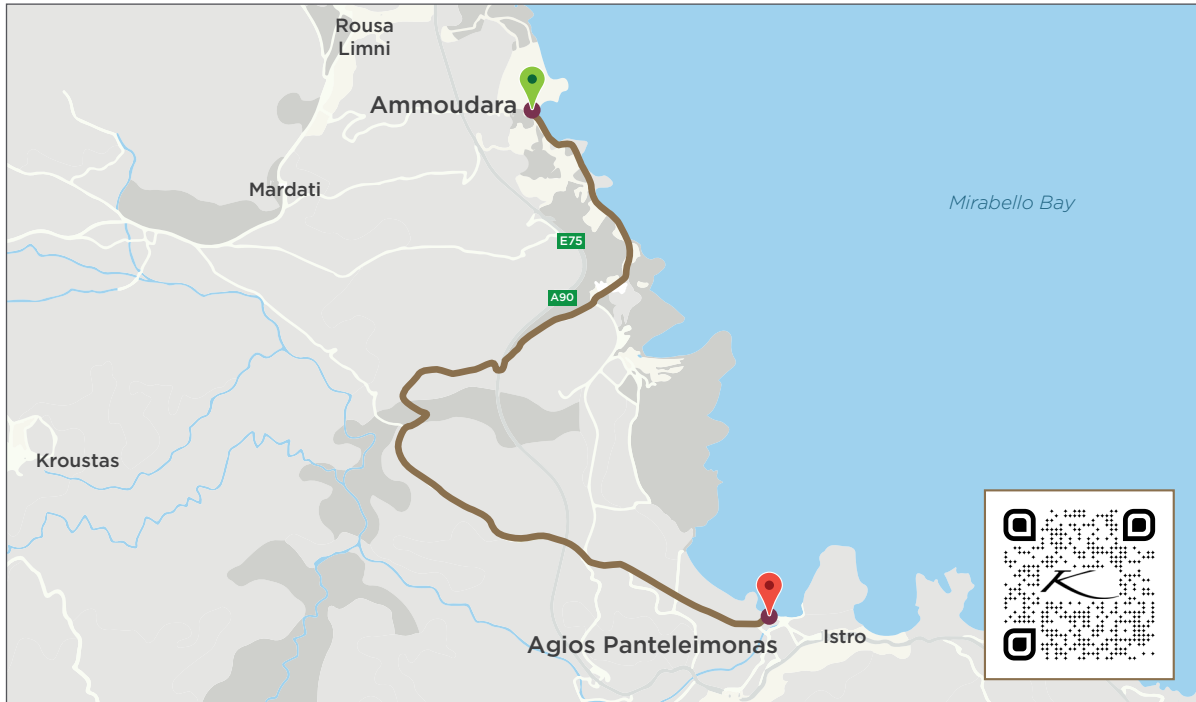 Rousa
Limni
Ammoudara
Mardati
Mirabello Bay
E75
A90
Kroustas
Agios Panteleimonas
Istro
K